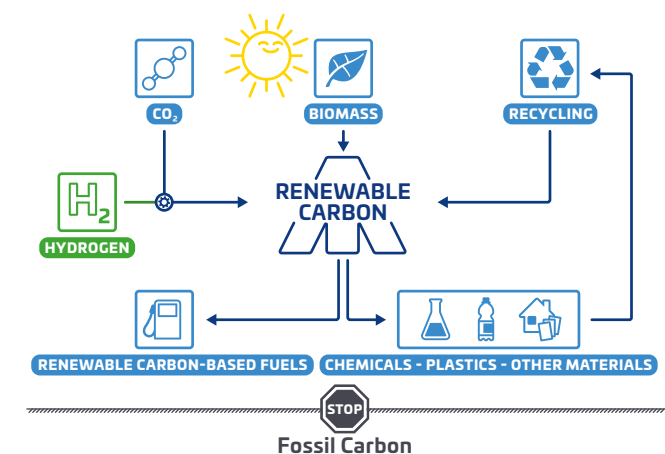 CO₂
BIOMASS
RECYCLING
RENEWABLE
CARBON
H₂
HYDROGEN
RENEWABLE CARBON-BASED FUELS
CHEMICALS - PLASTICS - OTHER MATERIALS
STOP
Fossil Carbon